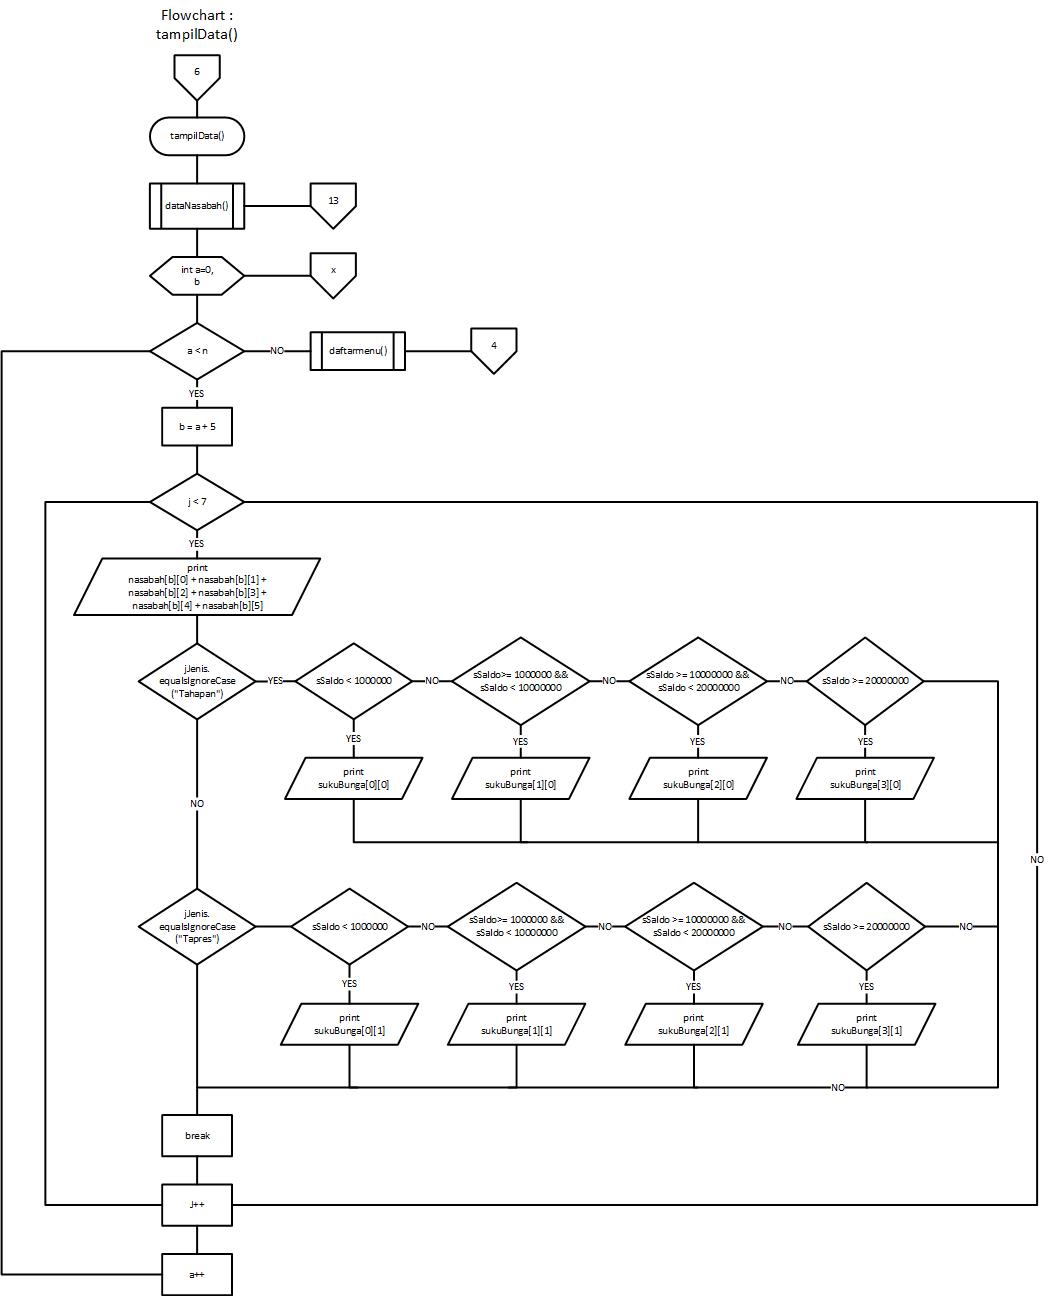 Flowchart :
tampilData()
6
tampilData()
dataNasabah()
13
int a=0,
b
x
a < n
NO
daftarmenu()
4
YES
b = a + 5
j < 7
YES
print
nasabah[b][0] + nasabah[b][1] +
nasabah[b][2] + nasabah[b][3] +
nasabah[b][4] + nasabah[b][5]
jJenis.
equalsIgnoreCase
("Tahapan")
YES
sSaldo < 1000000
NO
sSaldo>= 1000000 &&
sSaldo < 10000000
NO
sSaldo >= 10000000 &&
sSaldo < 20000000
NO
sSaldo >= 20000000
YES
YES
YES
YES
print
sukuBunga[0][0]
print
sukuBunga[1][0]
print
sukuBunga[2][0]
print
sukuBunga[3][0]
NO
NO
jJenis.
equalsIgnoreCase
("Tapres")
sSaldo < 1000000
NO
sSaldo>= 1000000 &&
sSaldo < 10000000
NO
sSaldo >= 10000000 &&
sSaldo < 20000000
NO
sSaldo >= 20000000
NO
YES
YES
YES
YES
print
sukuBunga[0][1]
print
sukuBunga[1][1]
print
sukuBunga[2][1]
print
sukuBunga[3][1]
NO
break
J++
a++